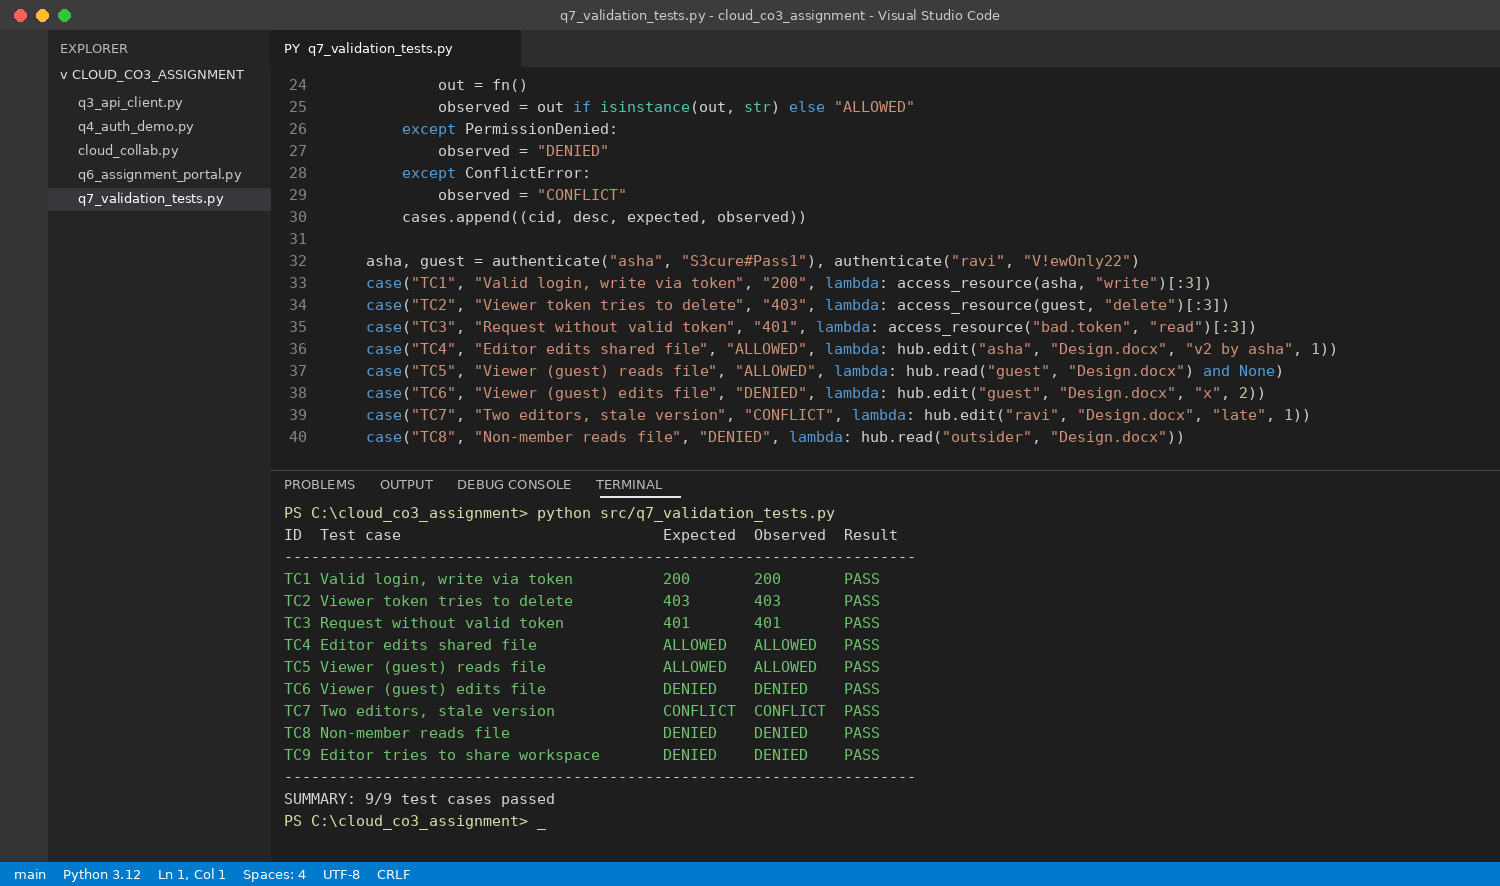 q7_validation_tests.py - cloud_co3_assignment - Visual Studio Code
EXPLORER
v CLOUD_CO3_ASSIGNMENT
q3_api_client.py
q4_auth_demo.py
cloud_collab.py
q6_assignment_portal.py
q7_validation_tests.py
PY q7_validation_tests.py
24             out = fn()
25             observed = out if isinstance(out, str) else "ALLOWED"
26         except PermissionDenied:
27             observed = "DENIED"
28         except ConflictError:
29             observed = "CONFLICT"
30         cases.append((cid, desc, expected, observed))
31
32     asha, guest = authenticate("asha", "S3cure#Pass1"), authenticate("ravi", "V!ewOnly22")
33     case("TC1", "Valid login, write via token", "200", lambda: access_resource(asha, "write")[:3])
34     case("TC2", "Viewer token tries to delete", "403", lambda: access_resource(guest, "delete")[:3])
35     case("TC3", "Request without valid token", "401", lambda: access_resource("bad.token", "read")[:3])
36     case("TC4", "Editor edits shared file", "ALLOWED", lambda: hub.edit("asha", "Design.docx", "v2 by asha", 1))
37     case("TC5", "Viewer (guest) reads file", "ALLOWED", lambda: hub.read("guest", "Design.docx") and None)
38     case("TC6", "Viewer (guest) edits file", "DENIED", lambda: hub.edit("guest", "Design.docx", "x", 2))
39     case("TC7", "Two editors, stale version", "CONFLICT", lambda: hub.edit("ravi", "Design.docx", "late", 1))
40     case("TC8", "Non-member reads file", "DENIED", lambda: hub.read("outsider", "Design.docx"))
PROBLEMS OUTPUT DEBUG CONSOLE TERMINAL
PS C:\cloud_co3_assignment> python src/q7_validation_tests.py
ID  Test case                             Expected  Observed  Result
----------------------------------------------------------------------
TC1 Valid login, write via token          200       200       PASS
TC2 Viewer token tries to delete          403       403       PASS
TC3 Request without valid token           401       401       PASS
TC4 Editor edits shared file              ALLOWED   ALLOWED   PASS
TC5 Viewer (guest) reads file             ALLOWED   ALLOWED   PASS
TC6 Viewer (guest) edits file             DENIED    DENIED    PASS
TC7 Two editors, stale version            CONFLICT  CONFLICT  PASS
TC8 Non-member reads file                 DENIED    DENIED    PASS
TC9 Editor tries to share workspace       DENIED    DENIED    PASS
----------------------------------------------------------------------
SUMMARY: 9/9 test cases passed
PS C:\cloud_co3_assignment> _
main Python 3.12 Ln 1, Col 1 Spaces: 4 UTF-8 CRLF